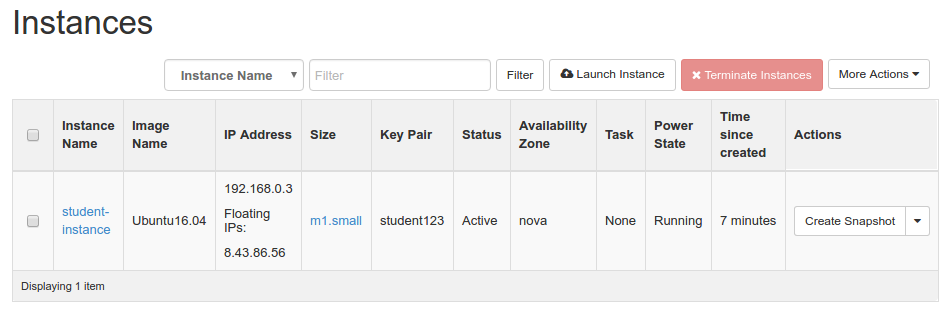 Instances
Instance Name ▾ Filter Filter Launch Instance ✖ Terminate Instances More Actions ▾
Instance Name Image Name IP Address Size Key Pair Status Availability Zone Task Power State Time since created Actions
student-instance Ubuntu16.04 192.168.0.3 Floating IPs: 8.43.86.56 m1.small student123 Active nova None Running 7 minutes Create Snapshot
Displaying 1 item